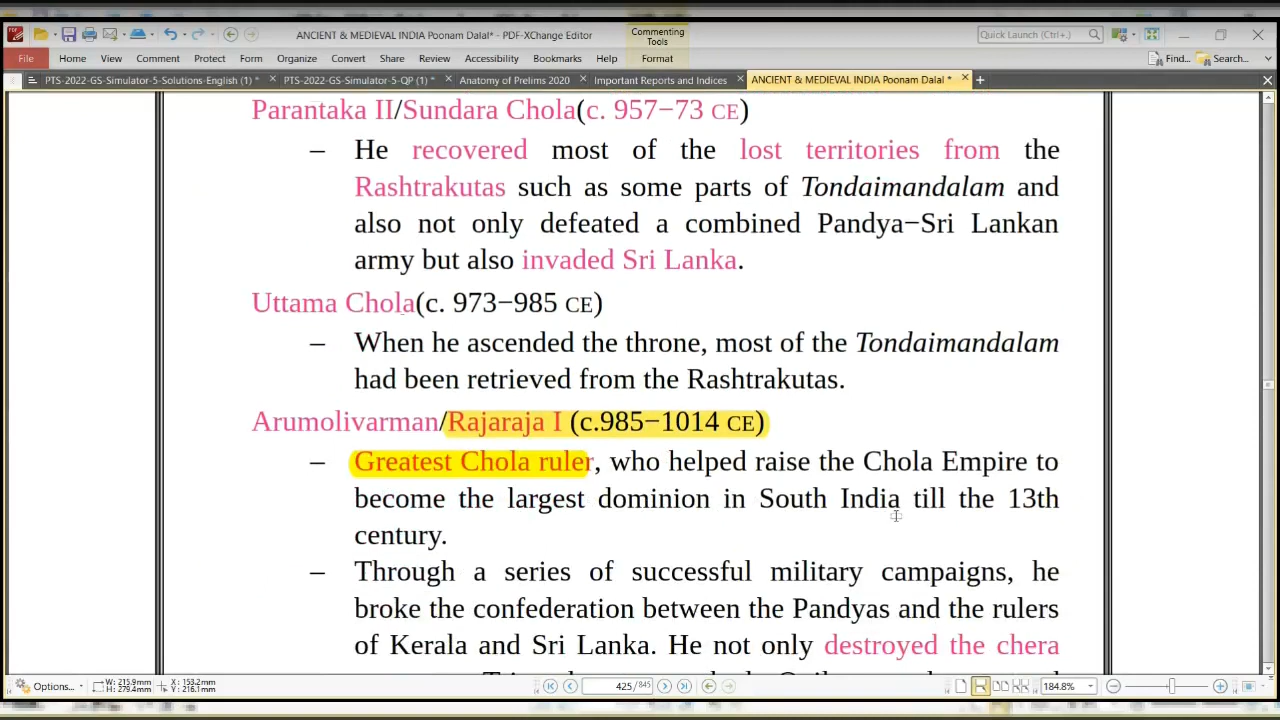 ANCIENT & MEDIEVAL INDIA Poonam Dalal* - PDF-XChange Editor
Commenting Tools
Quick Launch (Ctrl+.)
File Home View Comment Protect Form Organize Convert Share Review Accessibility Bookmarks Help Format Find... Search...
PTS-2022-GS-Simulator-5-Solutions-English (1) * × PTS-2022-GS-Simulator-5-QP (1) * × Anatomy of Prelims 2020 × Important Reports and Indices × ANCIENT & MEDIEVAL INDIA Poonam Dalal * ×
Parantaka II/Sundara Chola(c. 957−73 CE)
– He recovered most of the lost territories from the
Rashtrakutas such as some parts of Tondaimandalam and
also not only defeated a combined Pandya−Sri Lankan
army but also invaded Sri Lanka.
Uttama Chola(c. 973−985 CE)
– When he ascended the throne, most of the Tondaimandalam
had been retrieved from the Rashtrakutas.
Arumolivarman/Rajaraja I (c.985−1014 CE)
– Greatest Chola ruler, who helped raise the Chola Empire to
become the largest dominion in South India till the 13th
century.
– Through a series of successful military campaigns, he
broke the confederation between the Pandyas and the rulers
of Kerala and Sri Lanka. He not only destroyed the chera
Options... W: 215.9mm H: 279.4mm X: 153.2mm Y: 216.1mm 425/845 184.8%